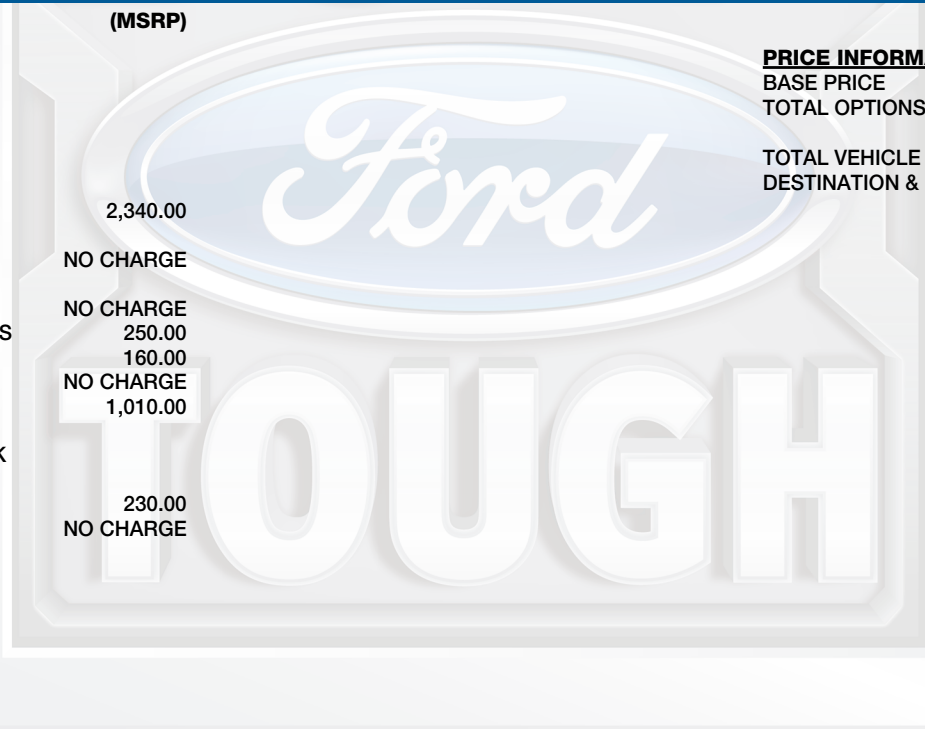 (MSRP)
PRICE INFORMA
BASE PRICE
TOTAL OPTIONS
TOTAL VEHICLE
DESTINATION &
2,340.00
NO CHARGE
NO CHARGE
S 250.00
160.00
NO CHARGE
1,010.00
K
230.00
NO CHARGE
Ford
TOUGH